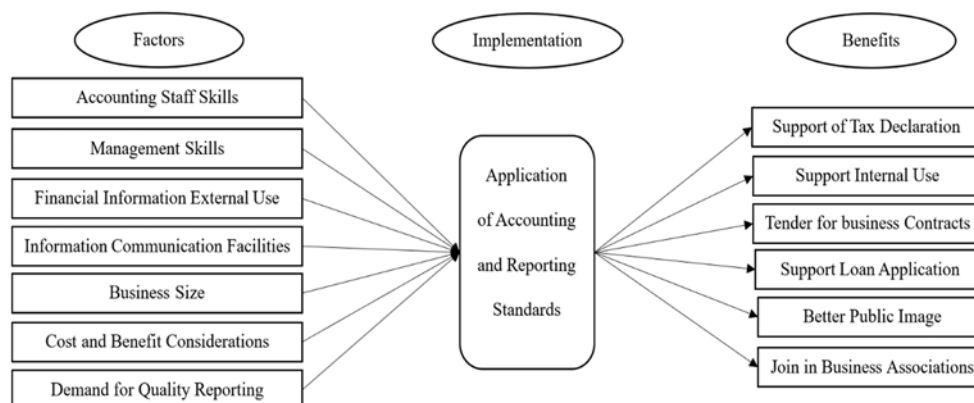 Factors
Implementation
Benefits
Accounting Staff Skills
Management Skills
Financial Information External Use
Information Communication Facilities
Business Size
Cost and Benefit Considerations
Demand for Quality Reporting
Application
of Accounting
and Reporting
Standards
Support of Tax Declaration
Support Internal Use
Tender for business Contracts
Support Loan Application
Better Public Image
Join in Business Associations